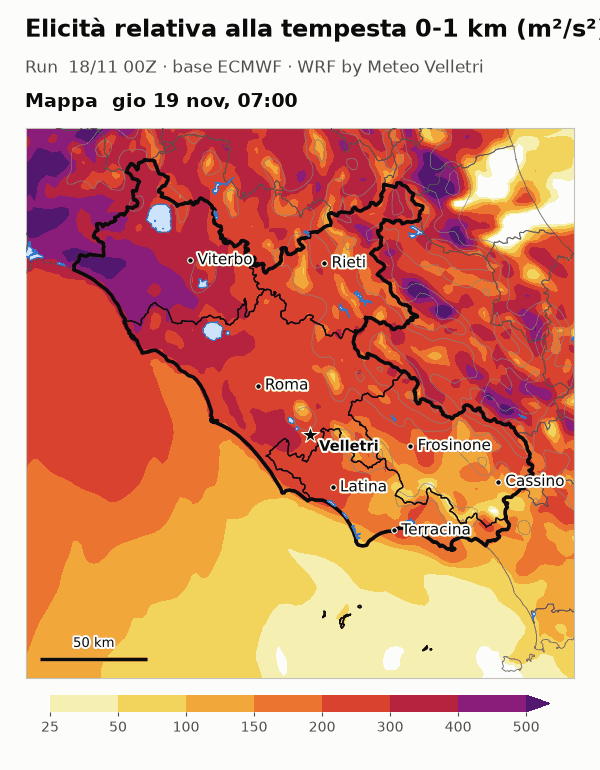 Elicità relativa alla tempesta 0-1 km (m²/s²)
Run 18/11 00Z · base ECMWF · WRF by Meteo Velletri
Mappa gio 19 nov, 07:00
Viterbo
Rieti
Roma
Velletri
Frosinone
Cassino
Latina
Terracina
50 km
25 50 100 150 200 300 400 500